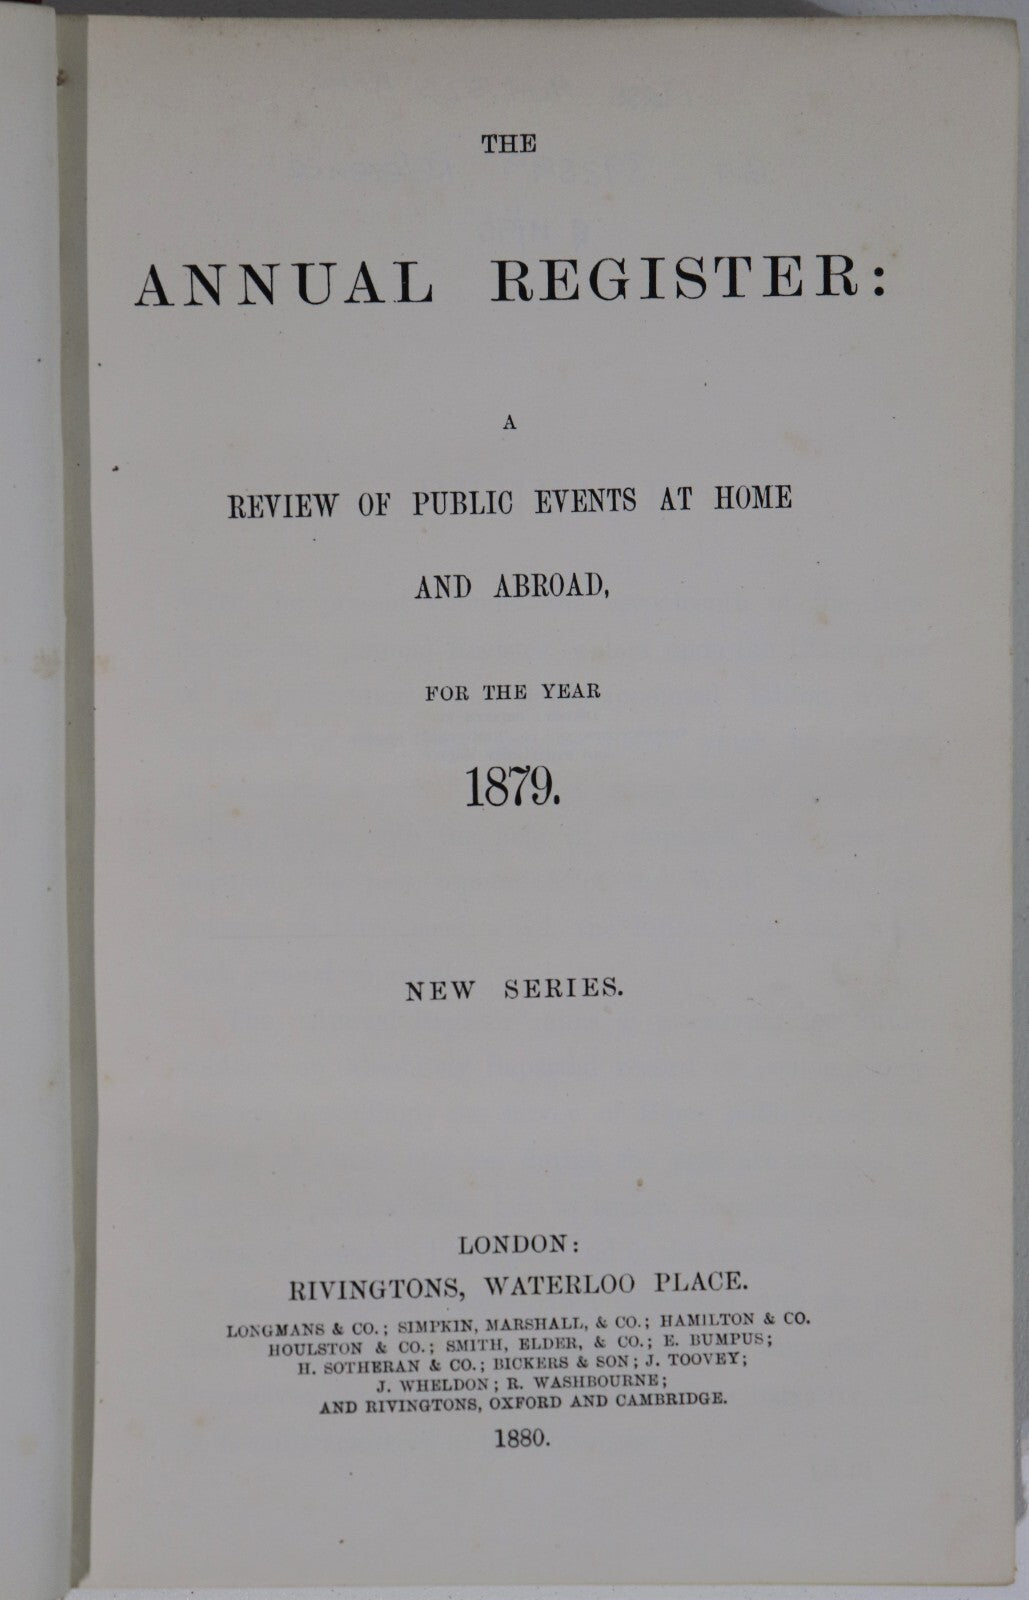 THE
ANNUAL REGISTER:
A
REVIEW OF PUBLIC EVENTS AT HOME
AND ABROAD,
FOR THE YEAR
1879.
NEW SERIES.
LONDON:
RIVINGTONS, WATERLOO PLACE.
LONGMANS & CO.; SIMPKIN, MARSHALL, & CO.; HAMILTON & CO.
HOULSTON & CO.; SMITH, ELDER, & CO.; E. BUMPUS;
H. SOTHERAN & CO.; BICKERS & SON; J. TOOVEY;
J. WHELDON; R. WASHBOURNE;
AND RIVINGTONS, OXFORD AND CAMBRIDGE.
1880.